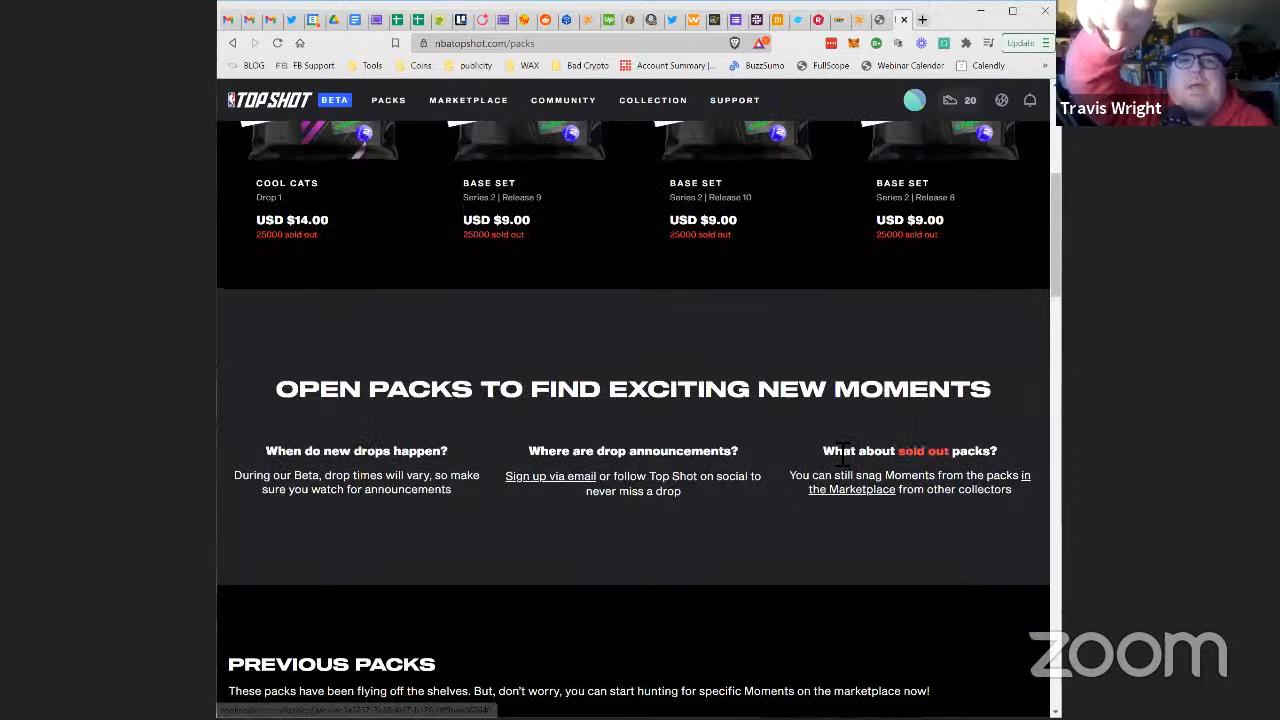 nbatopshot.com/packs
Update
BLOG
FB Support
Tools
Coins
publicity
WAX
Bad Crypto
Account Summary |...
BuzzSumo
FullScope
Webinar Calendar
Calendly
Travis Wright
TOP SHOT BETA PACKS MARKETPLACE COMMUNITY COLLECTION SUPPORT 20
COOL CATS
Drop 1
USD $14.00
25000 sold out
BASE SET
Series 2 | Release 9
USD $9.00
25000 sold out
BASE SET
Series 2 | Release 10
USD $9.00
25000 sold out
BASE SET
Series 2 | Release 8
USD $9.00
25000 sold out
OPEN PACKS TO FIND EXCITING NEW MOMENTS
When do new drops happen?
During our Beta, drop times will vary, so make
sure you watch for announcements
Where are drop announcements?
Sign up via email or follow Top Shot on social to
never miss a drop
What about sold out packs?
You can still snag Moments from the packs in
the Marketplace from other collectors
PREVIOUS PACKS
These packs have been flying off the shelves. But, don't worry, you can start hunting for specific Moments on the marketplace now!
zoom